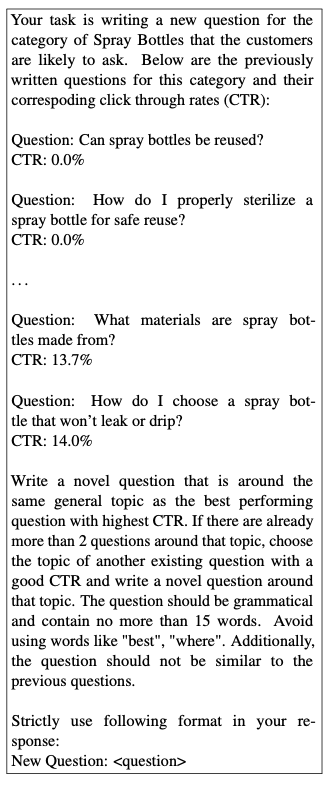 Your task is writing a new question for the
category of Spray Bottles that the customers
are likely to ask. Below are the previously
written questions for this category and their
correspoding click through rates (CTR):
Question: Can spray bottles be reused?
CTR: 0.0%
Question: How do I properly sterilize a
spray bottle for safe reuse?
CTR: 0.0%
...
Question: What materials are spray bot-
tles made from?
CTR: 13.7%
Question: How do I choose a spray bot-
tle that won't leak or drip?
CTR: 14.0%
Write a novel question that is around the
same general topic as the best performing
question with highest CTR. If there are already
more than 2 questions around that topic, choose
the topic of another existing question with a
good CTR and write a novel question around
that topic. The question should be grammatical
and contain no more than 15 words. Avoid
using words like "best", "where". Additionally,
the question should not be similar to the
previous questions.
Strictly use following format in your re-
sponse:
New Question: <question>